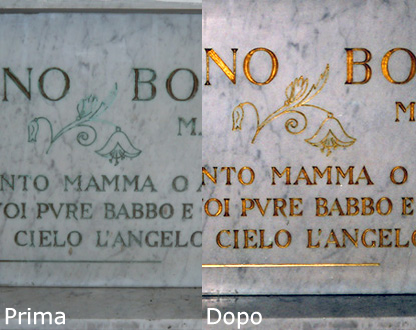 NO BO
M
NTO MAMMA O
OI PVRE BABBO E
CIELO L'ANGELO
Prima
NO BO
M
NTO MAMMA O
OI PVRE BABBO E
CIELO L'ANGELO
Dopo